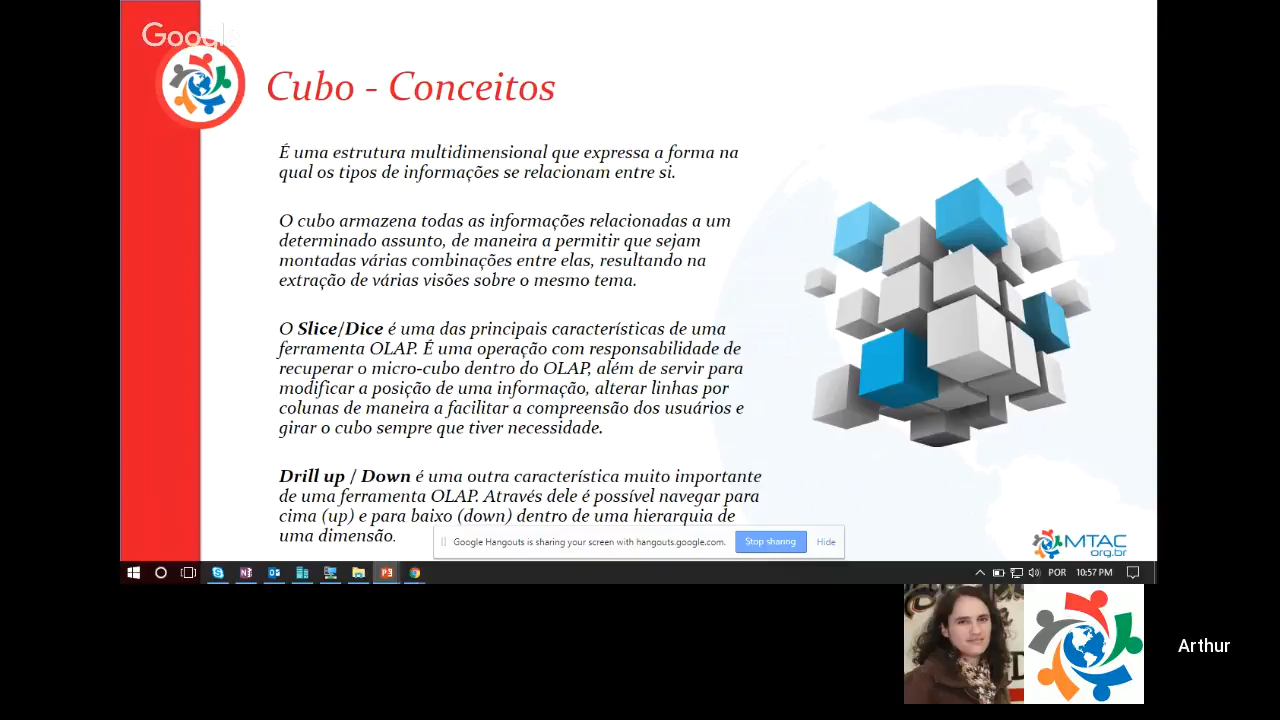 Google
Cubo - Conceitos
É uma estrutura multidimensional que expressa a forma na
qual os tipos de informações se relacionam entre si.
O cubo armazena todas as informações relacionadas a um
determinado assunto, de maneira a permitir que sejam
montadas várias combinações entre elas, resultando na
extração de várias visões sobre o mesmo tema.
O Slice/Dice é uma das principais características de uma
ferramenta OLAP. É uma operação com responsabilidade de
recuperar o micro-cubo dentro do OLAP, além de servir para
modificar a posição de uma informação, alterar linhas por
colunas de maneira a facilitar a compreensão dos usuários e
girar o cubo sempre que tiver necessidade.
Drill up / Down é uma outra característica muito importante
de uma ferramenta OLAP. Através dele é possível navegar para
cima (up) e para baixo (down) dentro de uma hierarquia de
uma dimensão.
Google Hangouts is sharing your screen with hangouts.google.com.
Stop sharing
Hide
MTAC
org.br
POR
10:57 PM
Arthur